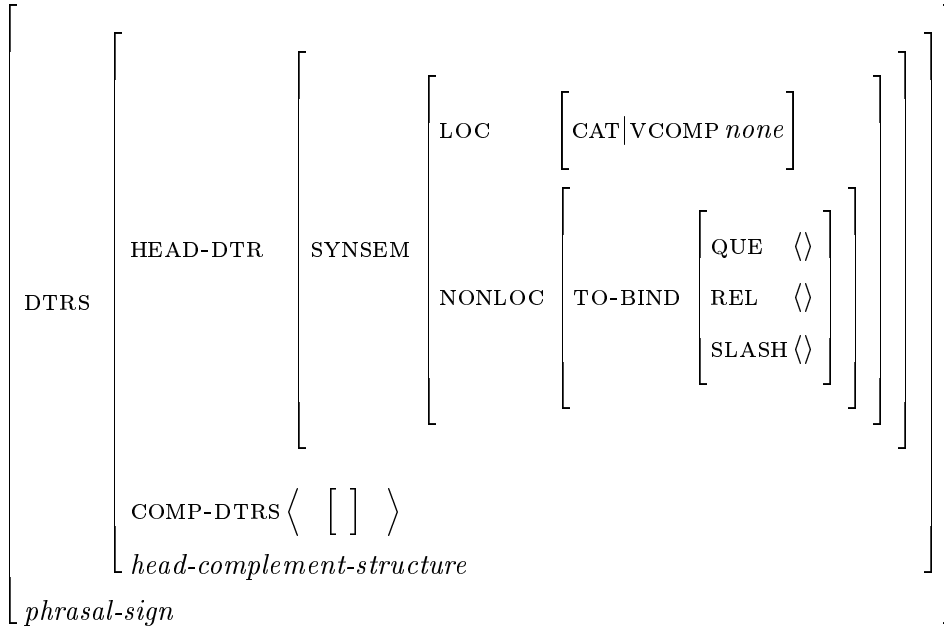 LOC [CAT|VCOMP none]
HEAD-DTR SYNSEM QUE ⟨⟩
DTRS NONLOC TO-BIND REL ⟨⟩
SLASH ⟨⟩
COMP-DTRS ⟨ [ ] ⟩
head-complement-structure
phrasal-sign